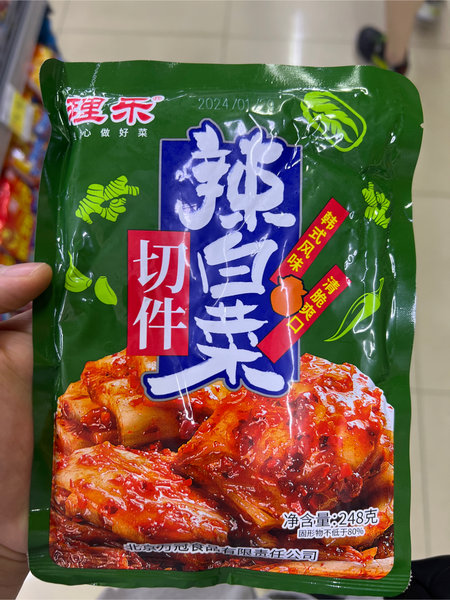 理乐
心做好菜
2024/01
辣白菜
切件
韩式风味
清脆爽口
净含量:248克
固形物不低于80%
北京万冠食品有限责任公司